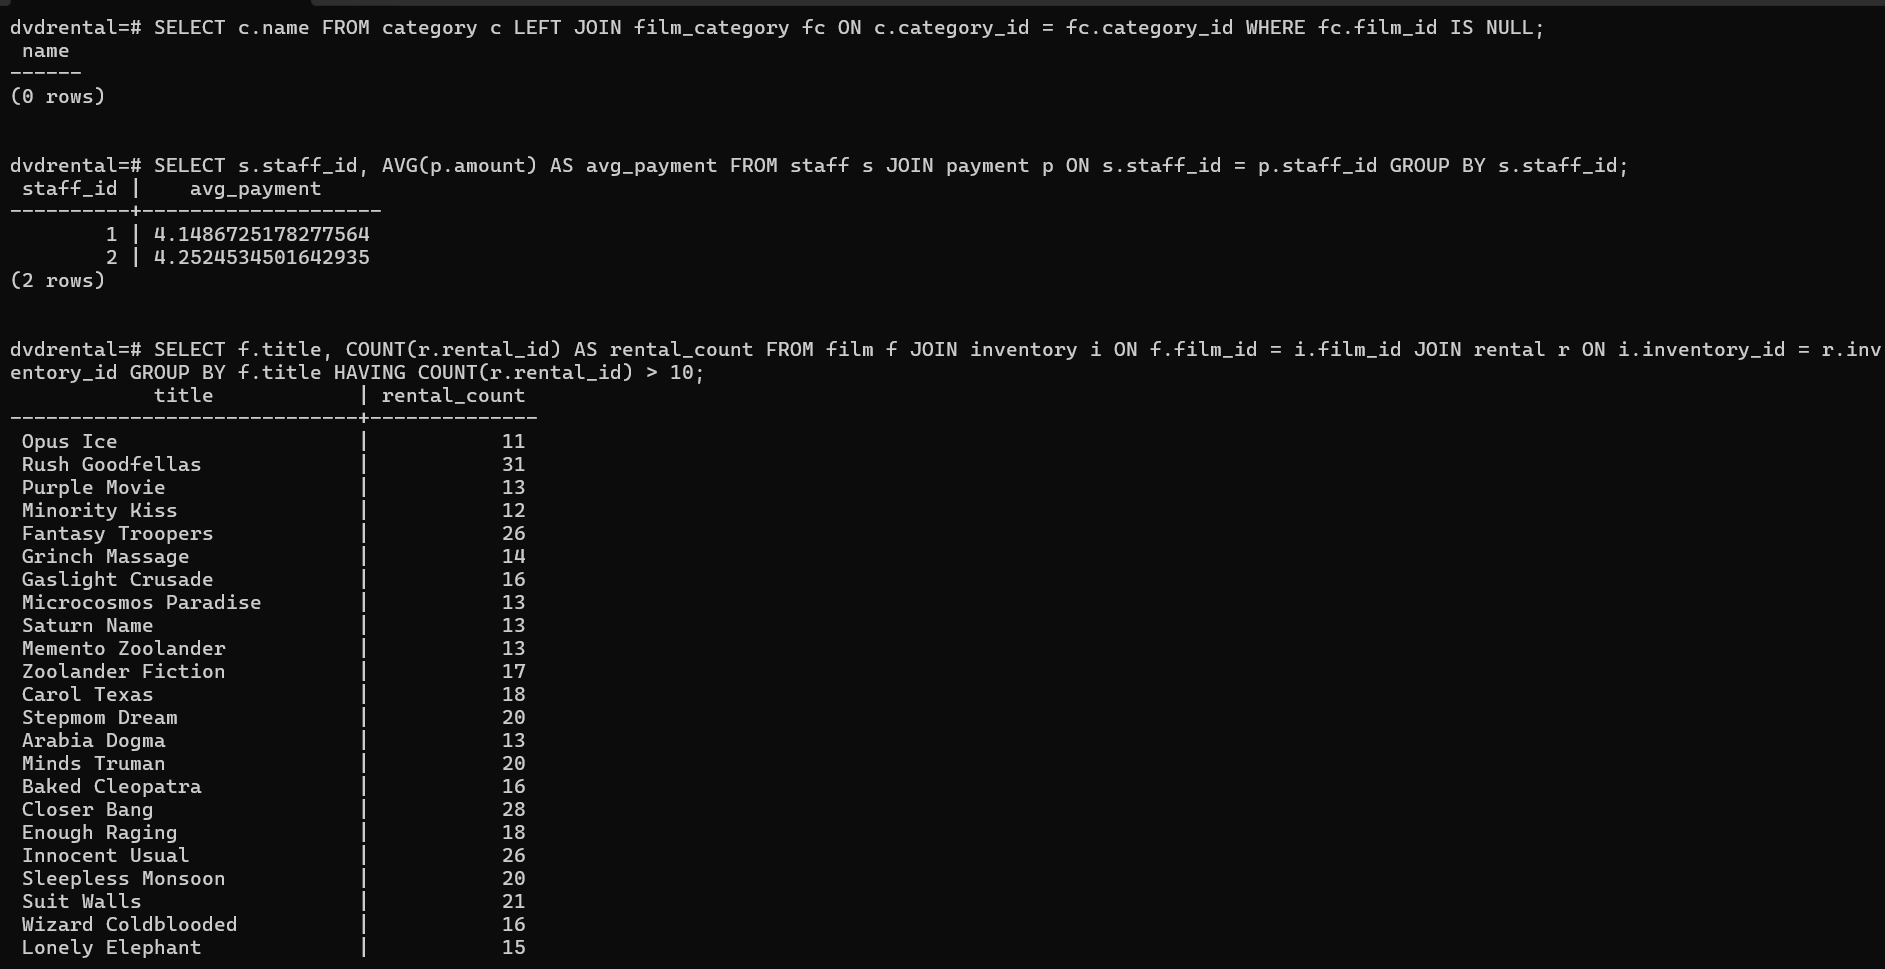 dvdrental=# SELECT c.name FROM category c LEFT JOIN film_category fc ON c.category_id = fc.category_id WHERE fc.film_id IS NULL;
 name
------
(0 rows)
dvdrental=# SELECT s.staff_id, AVG(p.amount) AS avg_payment FROM staff s JOIN payment p ON s.staff_id = p.staff_id GROUP BY s.staff_id;
 staff_id |    avg_payment
----------+--------------------
        1 | 4.1486725178277564
        2 | 4.2524534501642935
(2 rows)
dvdrental=# SELECT f.title, COUNT(r.rental_id) AS rental_count FROM film f JOIN inventory i ON f.film_id = i.film_id JOIN rental r ON i.inventory_id = r.inv
entory_id GROUP BY f.title HAVING COUNT(r.rental_id) > 10;
            title            | rental_count
-----------------------------+--------------
 Opus Ice                    |           11
 Rush Goodfellas             |           31
 Purple Movie                |           13
 Minority Kiss               |           12
 Fantasy Troopers            |           26
 Grinch Massage              |           14
 Gaslight Crusade            |           16
 Microcosmos Paradise        |           13
 Saturn Name                 |           13
 Memento Zoolander           |           13
 Zoolander Fiction           |           17
 Carol Texas                 |           18
 Stepmom Dream               |           20
 Arabia Dogma                |           13
 Minds Truman                |           20
 Baked Cleopatra             |           16
 Closer Bang                 |           28
 Enough Raging               |           18
 Innocent Usual              |           26
 Sleepless Monsoon           |           20
 Suit Walls                  |           21
 Wizard Coldblooded          |           16
 Lonely Elephant             |           15